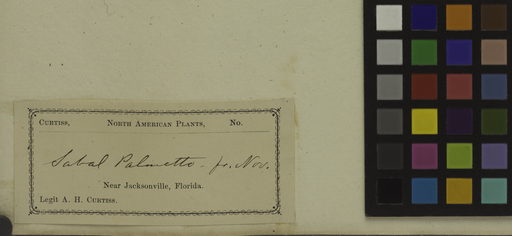 Curtiss, North American Plants, No.
Sabal Palmetto. fr. Nov.
Near Jacksonville, Florida.
Legit A. H. Curtiss.